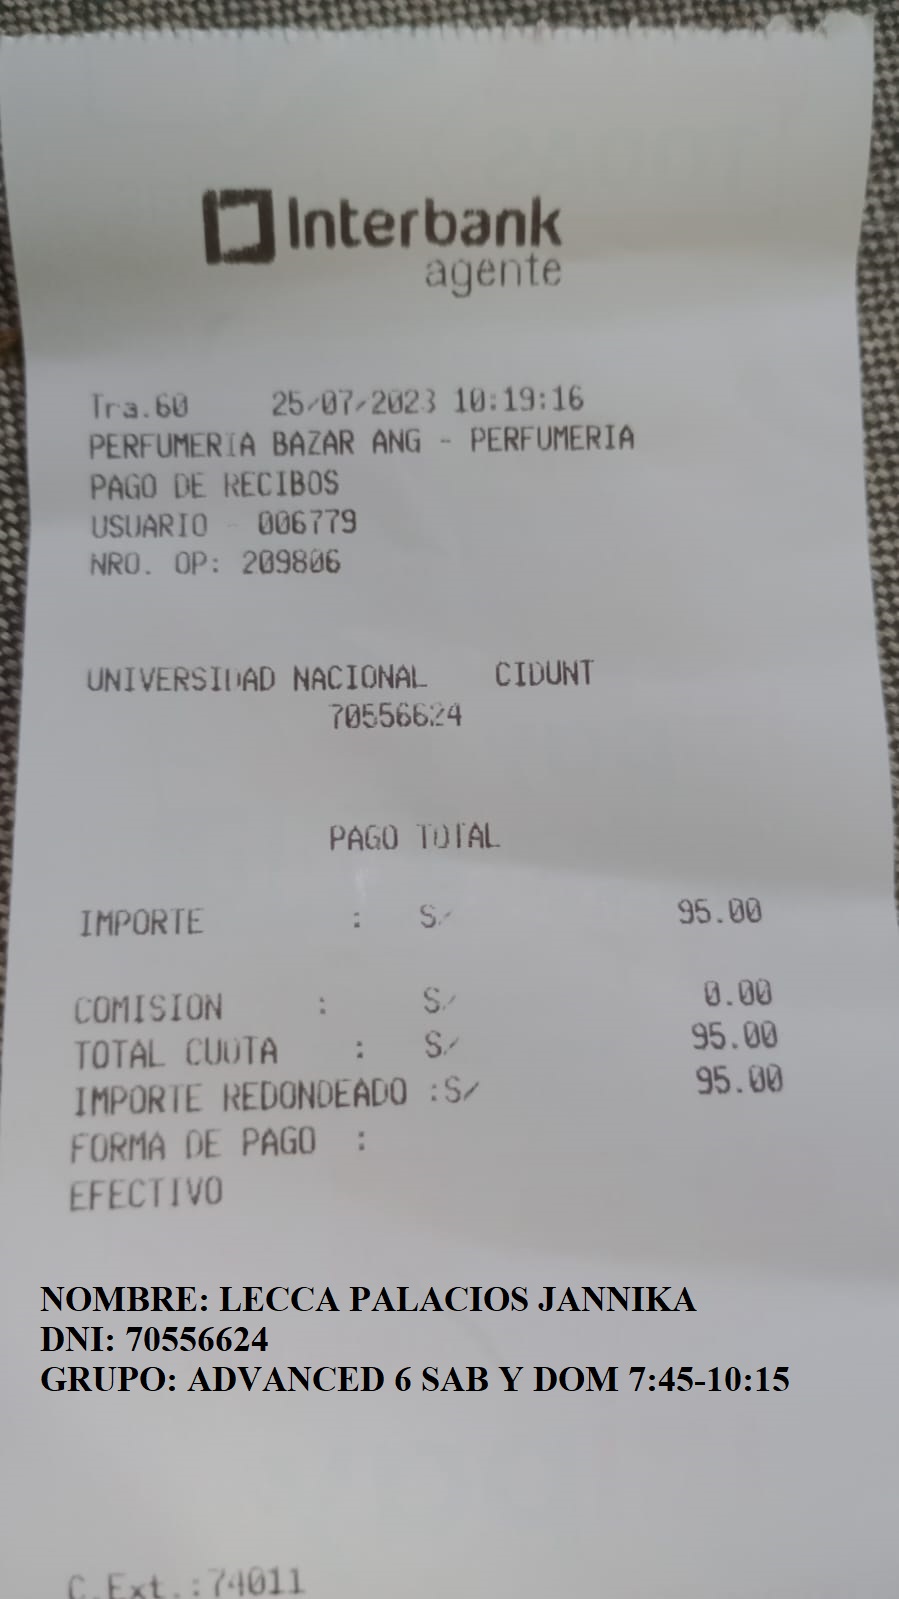 Interbank
agente
Tra.60 25/07/2023 10:19:16
PERFUMERIA BAZAR ANG - PERFUMERIA
PAGO DE RECIBOS
USUARIO - 006779
NRO. OP: 209806
UNIVERSIDAD NACIONAL CIDUNT
70556624
PAGO TOTAL
IMPORTE : S/ 95.00
COMISION : S/ 0.00
TOTAL CUOTA : S/ 95.00
IMPORTE REDONDEADO :S/ 95.00
FORMA DE PAGO :
EFECTIVO
NOMBRE: LECCA PALACIOS JANNIKA
DNI: 70556624
GRUPO: ADVANCED 6 SAB Y DOM 7:45-10:15
C.Ext.:74011